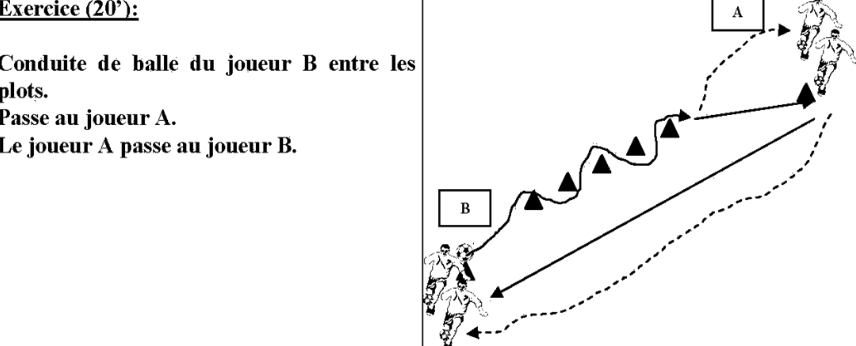 Exercice (20’):
Conduite de balle du joueur B entre les
plots.
Passe au joueur A.
Le joueur A passe au joueur B.
A
B